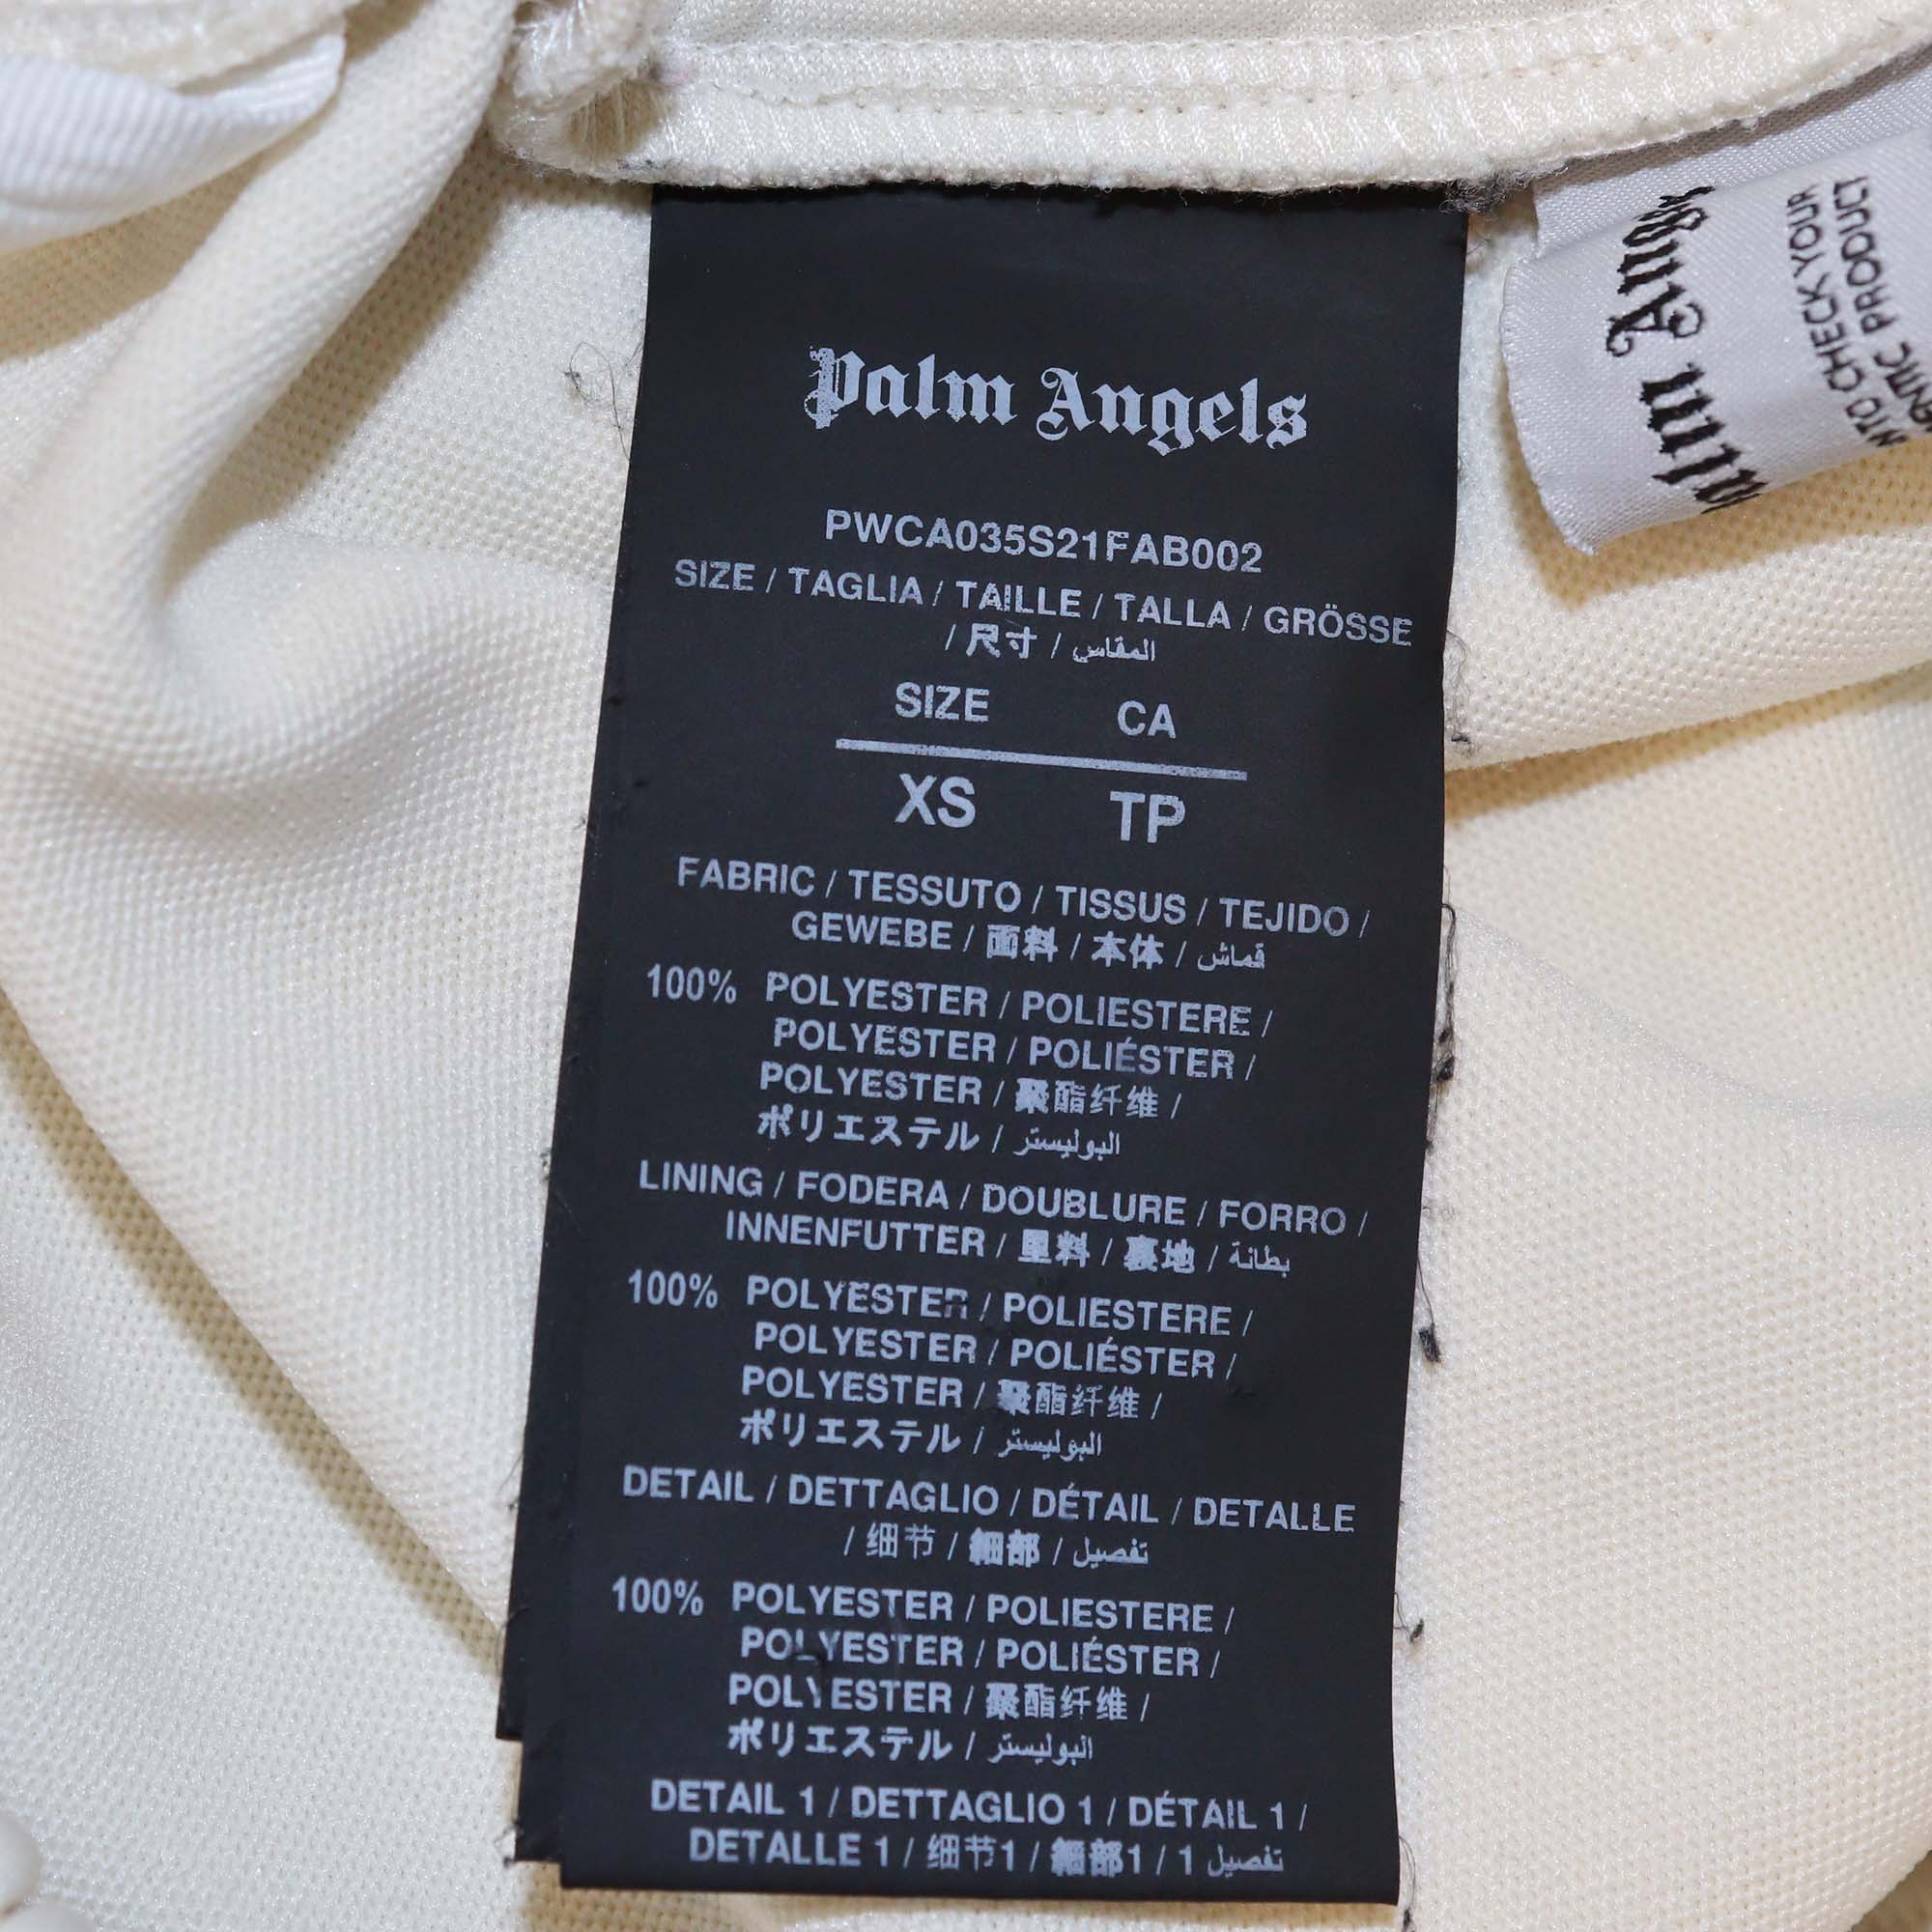 Palm Angels
PWCA035S21FAB002
SIZE / TAGLIA / TAILLE / TALLA / GRÖSSE
/ 尺寸 / المقاس
SIZE CA
XS TP
FABRIC / TESSUTO / TISSUS / TEJIDO /
GEWEBE / 面料 / 本体 / قماش
100% POLYESTER / POLIESTERE /
POLYESTER / POLIÉSTER /
POLYESTER / 聚酯纤维 /
ポリエステル / البوليستر
LINING / FODERA / DOUBLURE / FORRO /
INNENFUTTER / 里料 / 裏地 / بطانة
100% POLYESTER / POLIESTERE /
POLYESTER / POLIÉSTER /
POLYESTER / 聚酯纤维 /
ポリエステル / البوليستر
DETAIL / DETTAGLIO / DÉTAIL / DETALLE
/ 细节 / 細部 / تفصيل
100% POLYESTER / POLIESTERE /
POLYESTER / POLIÉSTER /
POLYESTER / 聚酯纤维 /
ポリエステル / البوليستر
DETAIL 1 / DETTAGLIO 1 / DÉTAIL 1 /
DETALLE 1 / 细节1 / 細部1 / 1 تفصيل
TO CHECK YOUR
PRODUCT